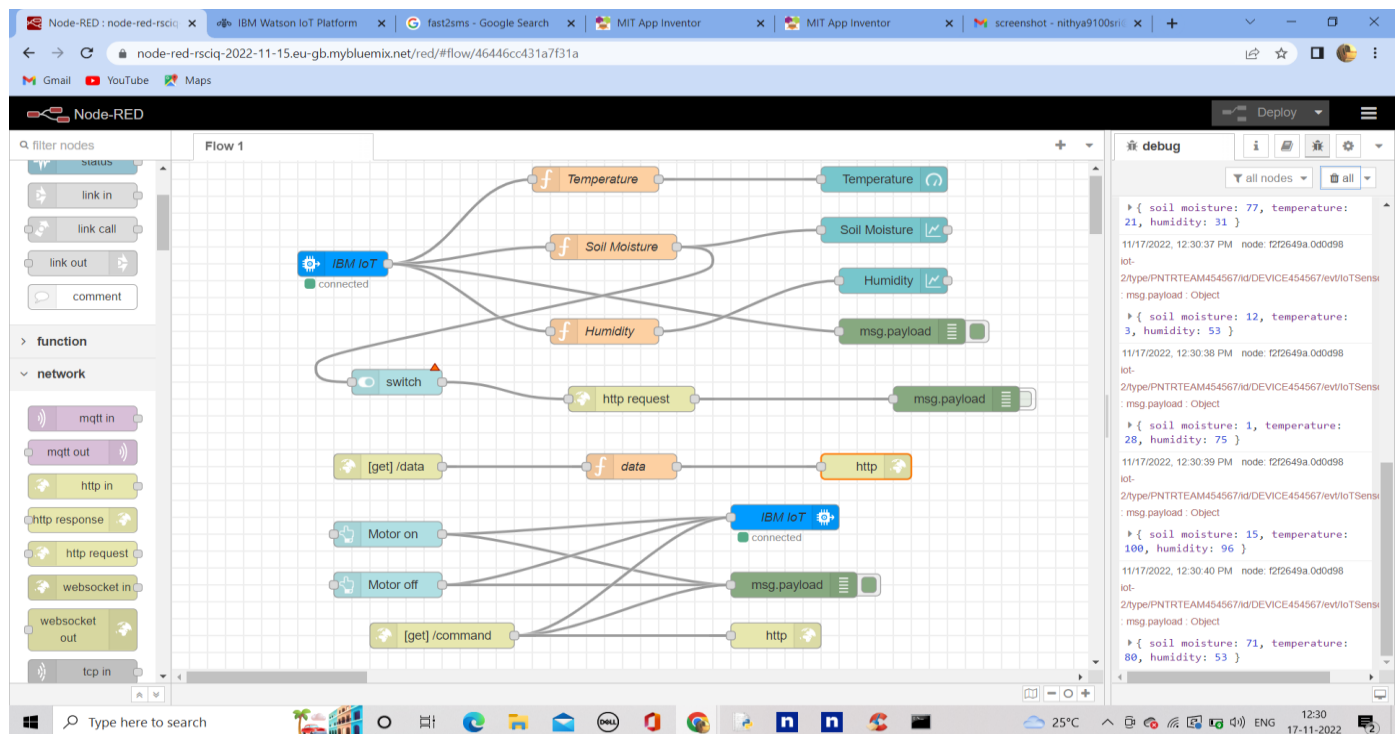 Node-RED : node-red-rsciq
IBM Watson IoT Platform
fast2sms - Google Search
MIT App Inventor
MIT App Inventor
screenshot - nithya9100sri
node-red-rsciq-2022-11-15.eu-gb.mybluemix.net/red/#flow/46446cc431a7f31a
Gmail YouTube Maps
Node-RED
Deploy
filter nodes
status
link in
link call
link out
comment
function
network
mqtt in
mqtt out
http in
http response
http request
websocket in
websocket
out
tcp in
Flow 1
Temperature
Temperature
Soil Moisture
Soil Moisture
IBM IoT
connected
Humidity
Humidity
msg.payload
switch
http request
msg.payload
[get] /data
data
http
Motor on
IBM IoT
connected
Motor off
msg.payload
[get] /command
http
debug
i
all nodes
all
{ soil moisture: 77, temperature:
21, humidity: 31 }
11/17/2022, 12:30:37 PM node: f2f2649a.0d0d98
iot-
2/type/PNTRTEAM454567/id/DEVICE454567/evt/IoTSens
: msg.payload : Object
{ soil moisture: 12, temperature:
3, humidity: 53 }
11/17/2022, 12:30:38 PM node: f2f2649a.0d0d98
iot-
2/type/PNTRTEAM454567/id/DEVICE454567/evt/IoTSens
: msg.payload : Object
{ soil moisture: 1, temperature:
28, humidity: 75 }
11/17/2022, 12:30:39 PM node: f2f2649a.0d0d98
iot-
2/type/PNTRTEAM454567/id/DEVICE454567/evt/IoTSens
: msg.payload : Object
{ soil moisture: 15, temperature:
100, humidity: 96 }
11/17/2022, 12:30:40 PM node: f2f2649a.0d0d98
iot-
2/type/PNTRTEAM454567/id/DEVICE454567/evt/IoTSens
: msg.payload : Object
{ soil moisture: 71, temperature:
80, humidity: 53 }
Type here to search
DELL
n
n
25°C
ENG
12:30
17-11-2022
2